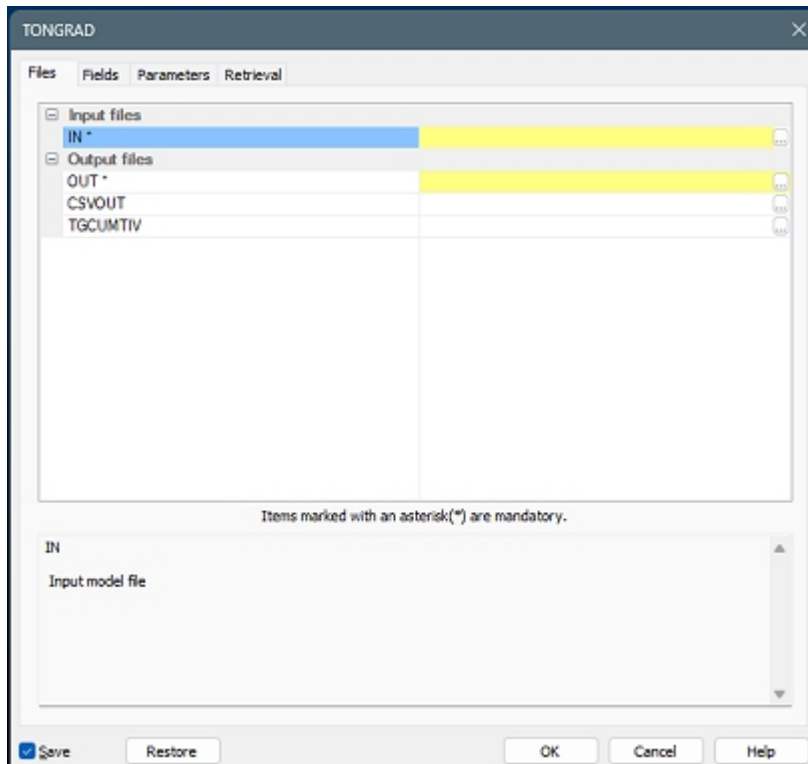 TONGRAD
Files Fields Parameters Retrieval
Input files
IN *
Output files
OUT *
CSVOUT
TGCUMTIV
Items marked with an asterisk(*) are mandatory.
IN
Input model file
Save Restore OK Cancel Help